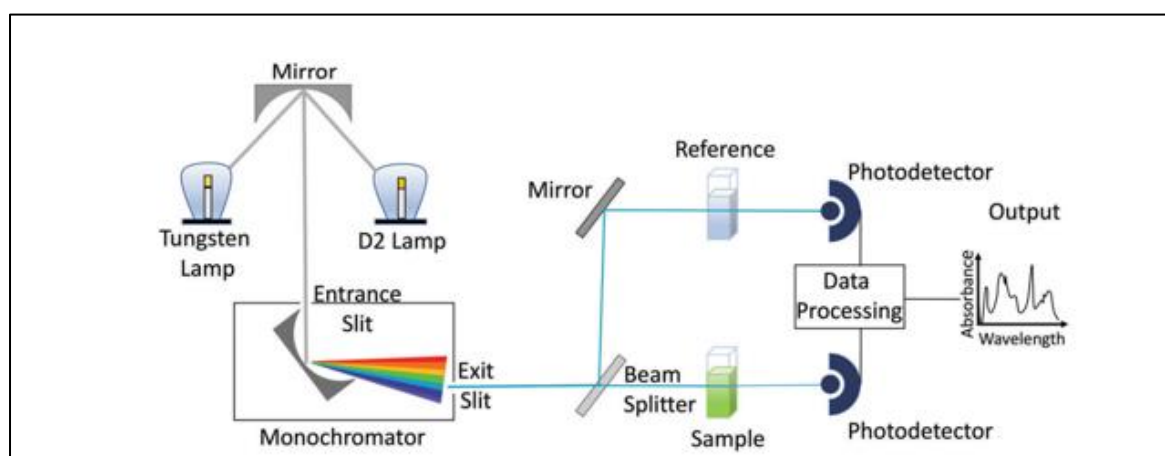 Mirror
Tungsten
Lamp
D2 Lamp
Entrance
Slit
Exit
Slit
Monochromator
Mirror
Reference
Photodetector
Output
Data
Processing
Absorbance
Wavelength
Beam
Splitter
Sample
Photodetector